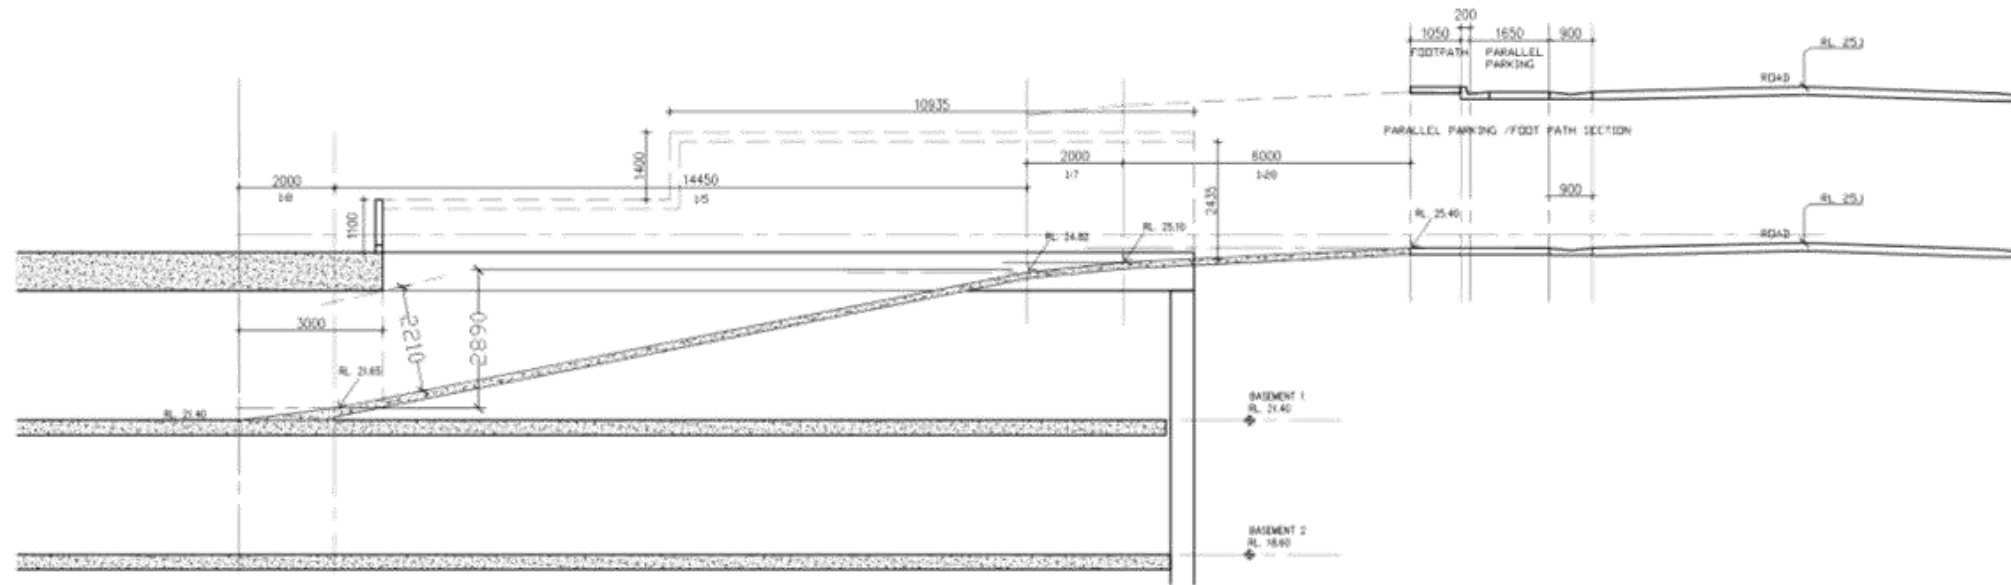 200
1050
1650
900
FOOTPATH
PARALLEL
PARKING
RL 25.1
ROAD
10935
PARALLEL PARKING /FOOT PATH SECTION
1400
2000
1:7
6000
1:20
2000
1:8
14450
1:5
2435
900
RL 25.1
1100
RL. 24.82
RL. 25.10
RL. 25.40
ROAD
3000
2210
2890
RL. 21.65
RL. 21.40
BASEMENT 1
RL. 21.40
BASEMENT 2
RL. 18.60